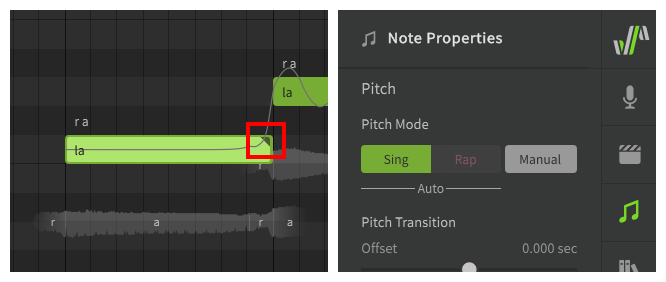 r a
la
r a
la
r
r
a
r
a
Note Properties
Pitch
Pitch Mode
Sing
Rap
Manual
Auto
Pitch Transition
Offset
0.000 sec